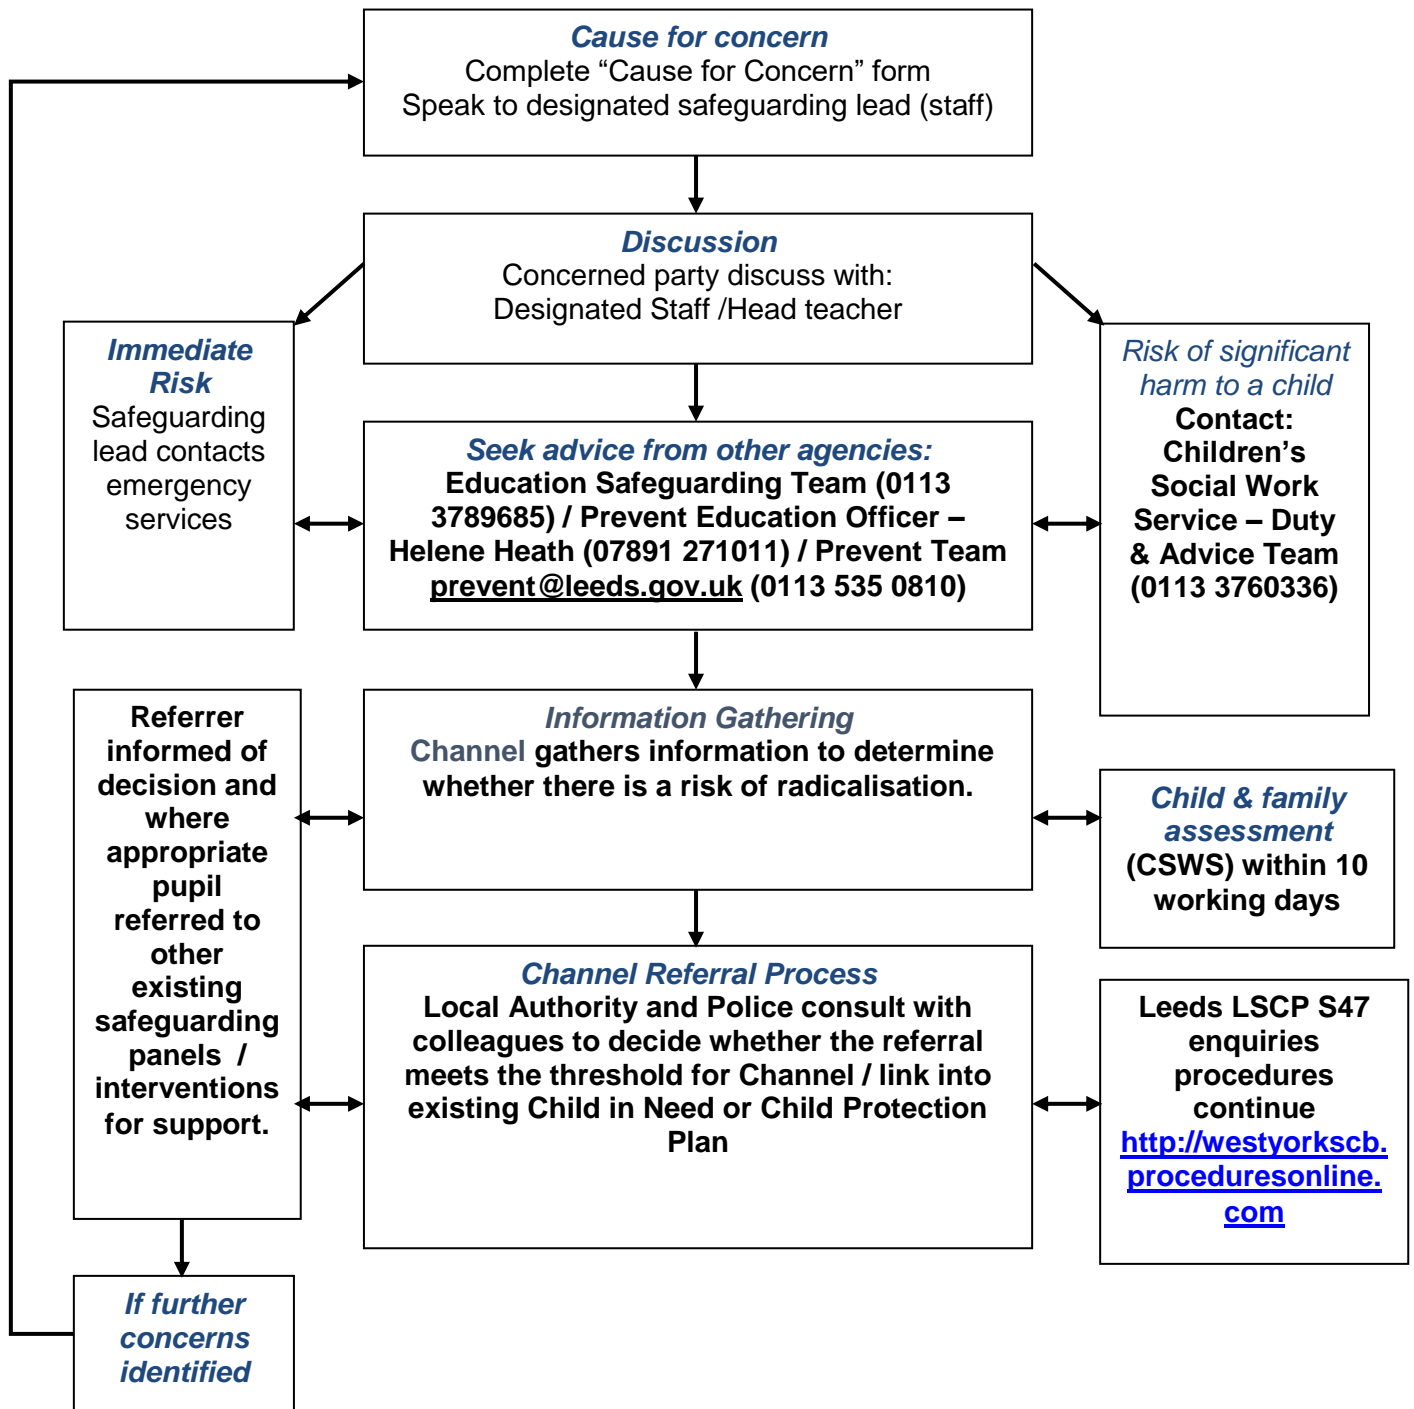 Cause for concern
Complete “Cause for Concern” form
Speak to designated safeguarding lead (staff)
Discussion
Concerned party discuss with:
Designated Staff /Head teacher
Immediate
Risk
Safeguarding
lead contacts
emergency
services
Seek advice from other agencies:
Education Safeguarding Team (0113
3789685) / Prevent Education Officer –
Helene Heath (07891 271011) / Prevent Team
prevent@leeds.gov.uk (0113 535 0810)
Risk of significant
harm to a child
Contact:
Children’s
Social Work
Service – Duty
& Advice Team
(0113 3760336)
Referrer
informed of
decision and
where
appropriate
pupil
referred to
other
existing
safeguarding
panels /
interventions
for support.
Information Gathering
Channel gathers information to determine
whether there is a risk of radicalisation.
Child & family
assessment
(CSWS) within 10
working days
Channel Referral Process
Local Authority and Police consult with
colleagues to decide whether the referral
meets the threshold for Channel / link into
existing Child in Need or Child Protection
Plan
Leeds LSCP S47
enquiries
procedures
continue
http://westyorkscb.
proceduresonline.
com
If further
concerns
identified